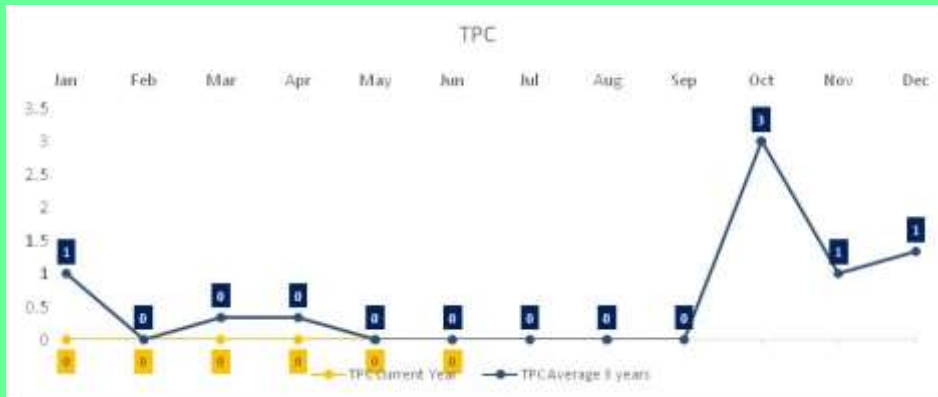 TPC
Jan Feb Mar Apr May Jun Jul Aug Sep Oct Nov Dec
3.5
3
3
2.5
2
1.5
1 1 1
1
0 0
0.5
0 0 0 0 0 0
0
0 0 0 0 0 0
TPC Current Year TPC Average 3 years